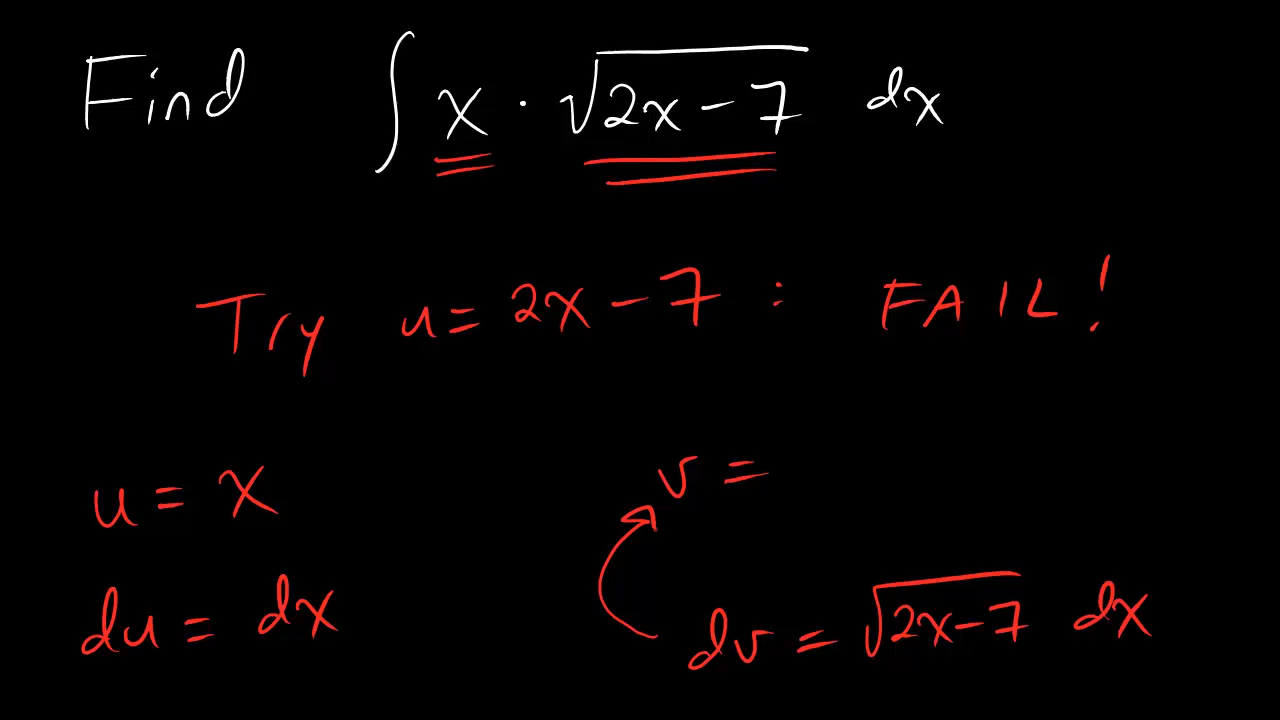 Find ∫ x · √(2x - 7) dx
Try u = 2x - 7 : FAIL!
u = x v =
du = dx dv = √(2x - 7) dx